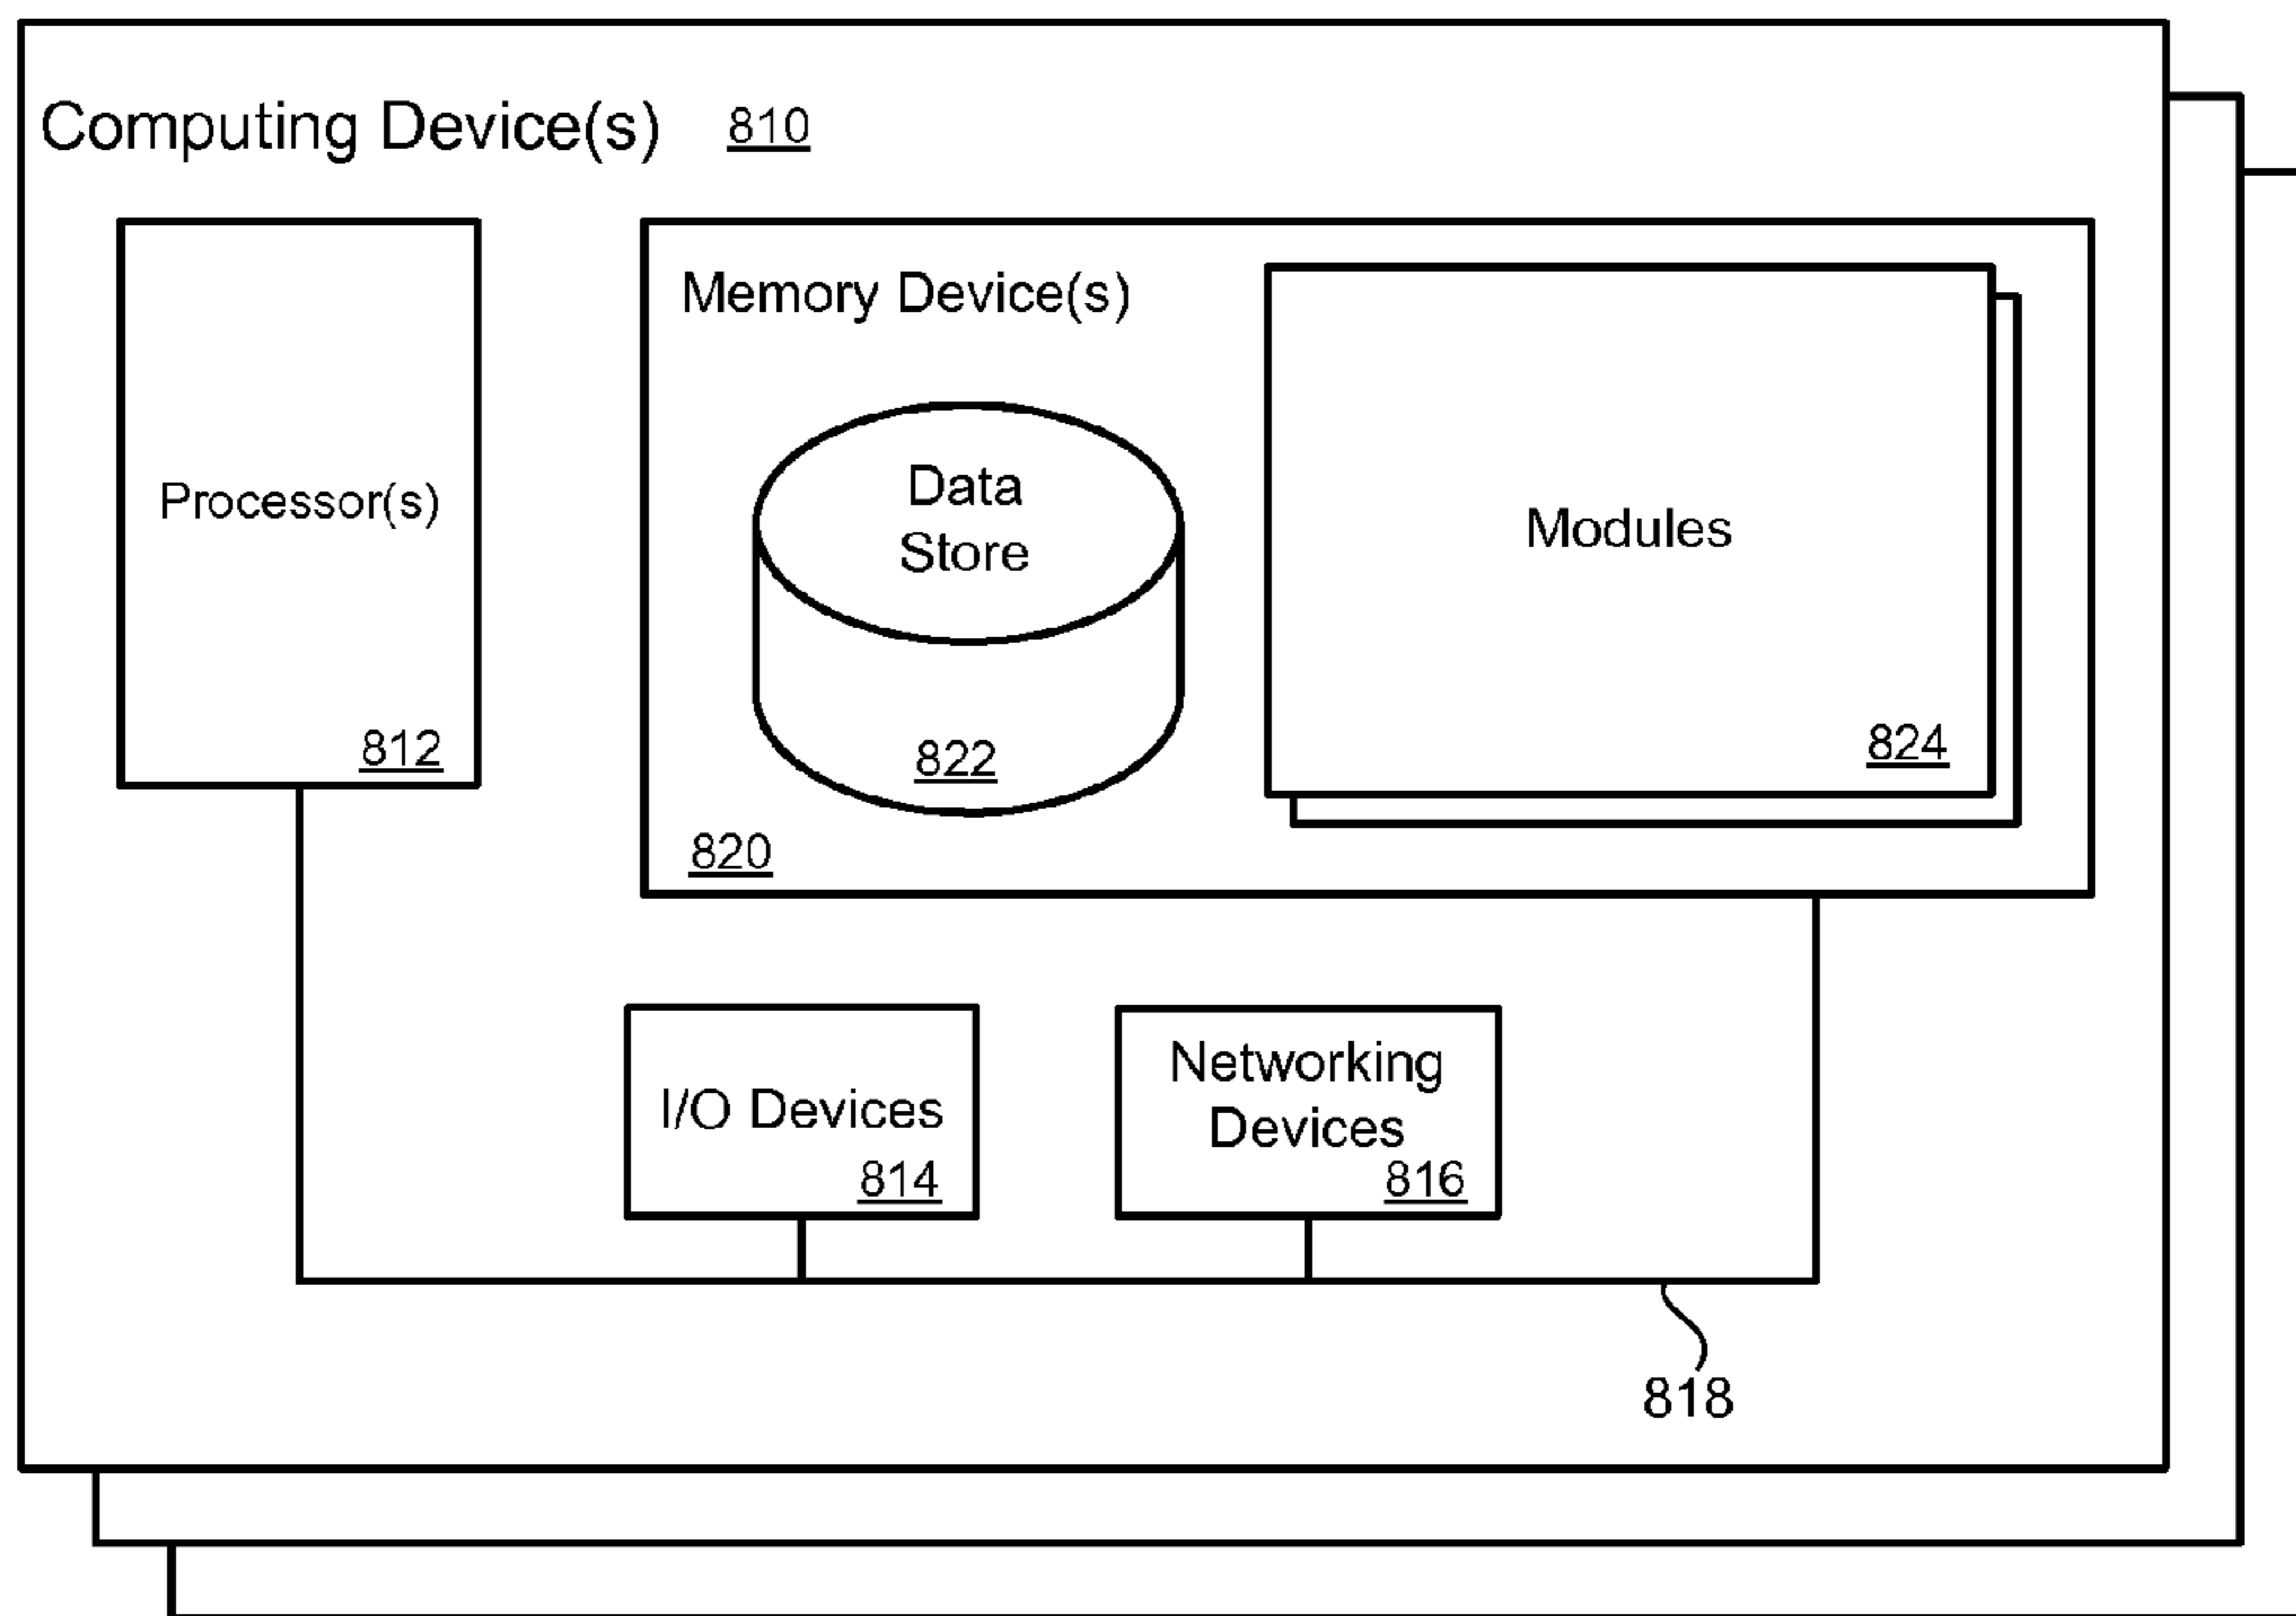 Computing Device(s) 810
Processor(s)
812
Memory Device(s)
Data
Store
822
820
Modules
824
I/O Devices
814
Networking
Devices
816
818